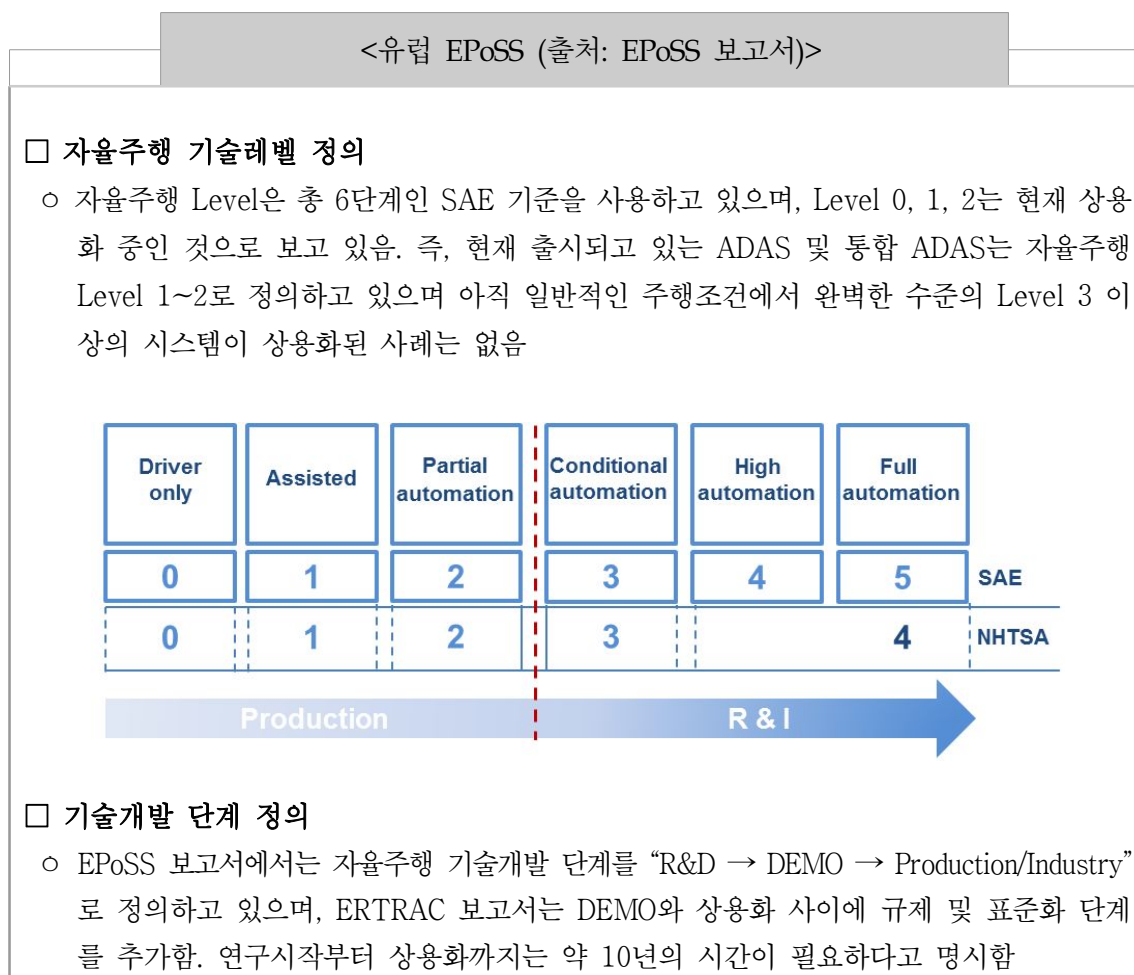 <유럽 EPoSS (출처: EPoSS 보고서)>
□ 자율주행 기술레벨 정의
ㅇ 자율주행 Level은 총 6단계인 SAE 기준을 사용하고 있으며, Level 0, 1, 2는 현재 상용
화 중인 것으로 보고 있음. 즉, 현재 출시되고 있는 ADAS 및 통합 ADAS는 자율주행
Level 1~2로 정의하고 있으며 아직 일반적인 주행조건에서 완벽한 수준의 Level 3 이
상의 시스템이 상용화된 사례는 없음
Driver only
Assisted
Partial automation
Conditional automation
High automation
Full automation
0 1 2 3 4 5 SAE
0 1 2 3 4 NHTSA
Production R & I
□ 기술개발 단계 정의
ㅇ EPoSS 보고서에서는 자율주행 기술개발 단계를 “R&D → DEMO → Production/Industry”
로 정의하고 있으며, ERTRAC 보고서는 DEMO와 상용화 사이에 규제 및 표준화 단계
를 추가함. 연구시작부터 상용화까지는 약 10년의 시간이 필요하다고 명시함